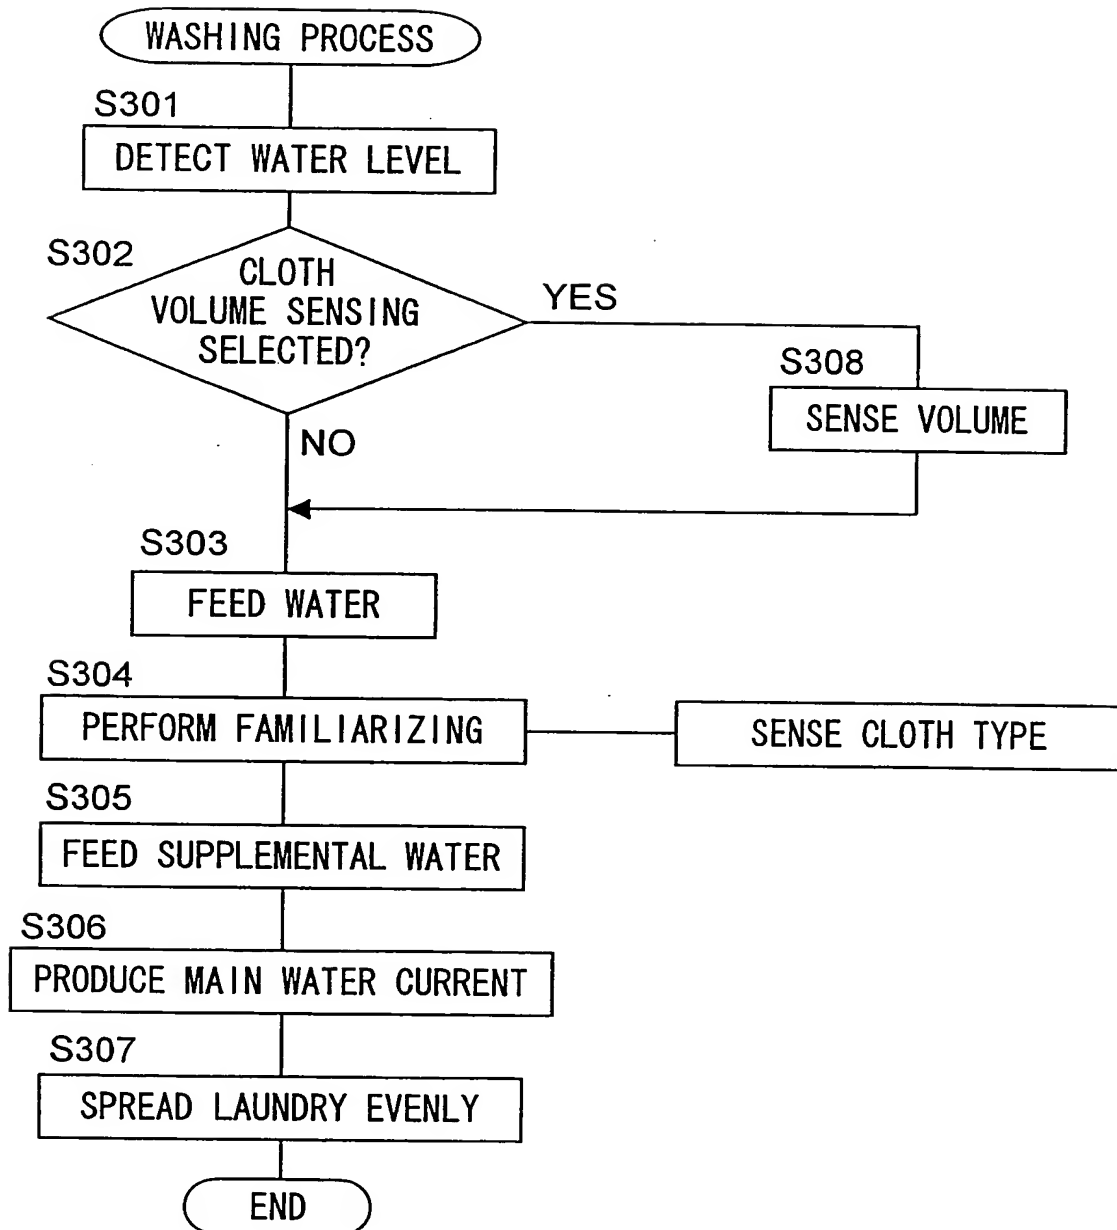 WASHING PROCESS
S301
DETECT WATER LEVEL
S302
CLOTH
VOLUME SENSING
SELECTED?
YES
S308
SENSE VOLUME
NO
S303
FEED WATER
S304
PERFORM FAMILIARIZING
SENSE CLOTH TYPE
S305
FEED SUPPLEMENTAL WATER
S306
PRODUCE MAIN WATER CURRENT
S307
SPREAD LAUNDRY EVENLY
END